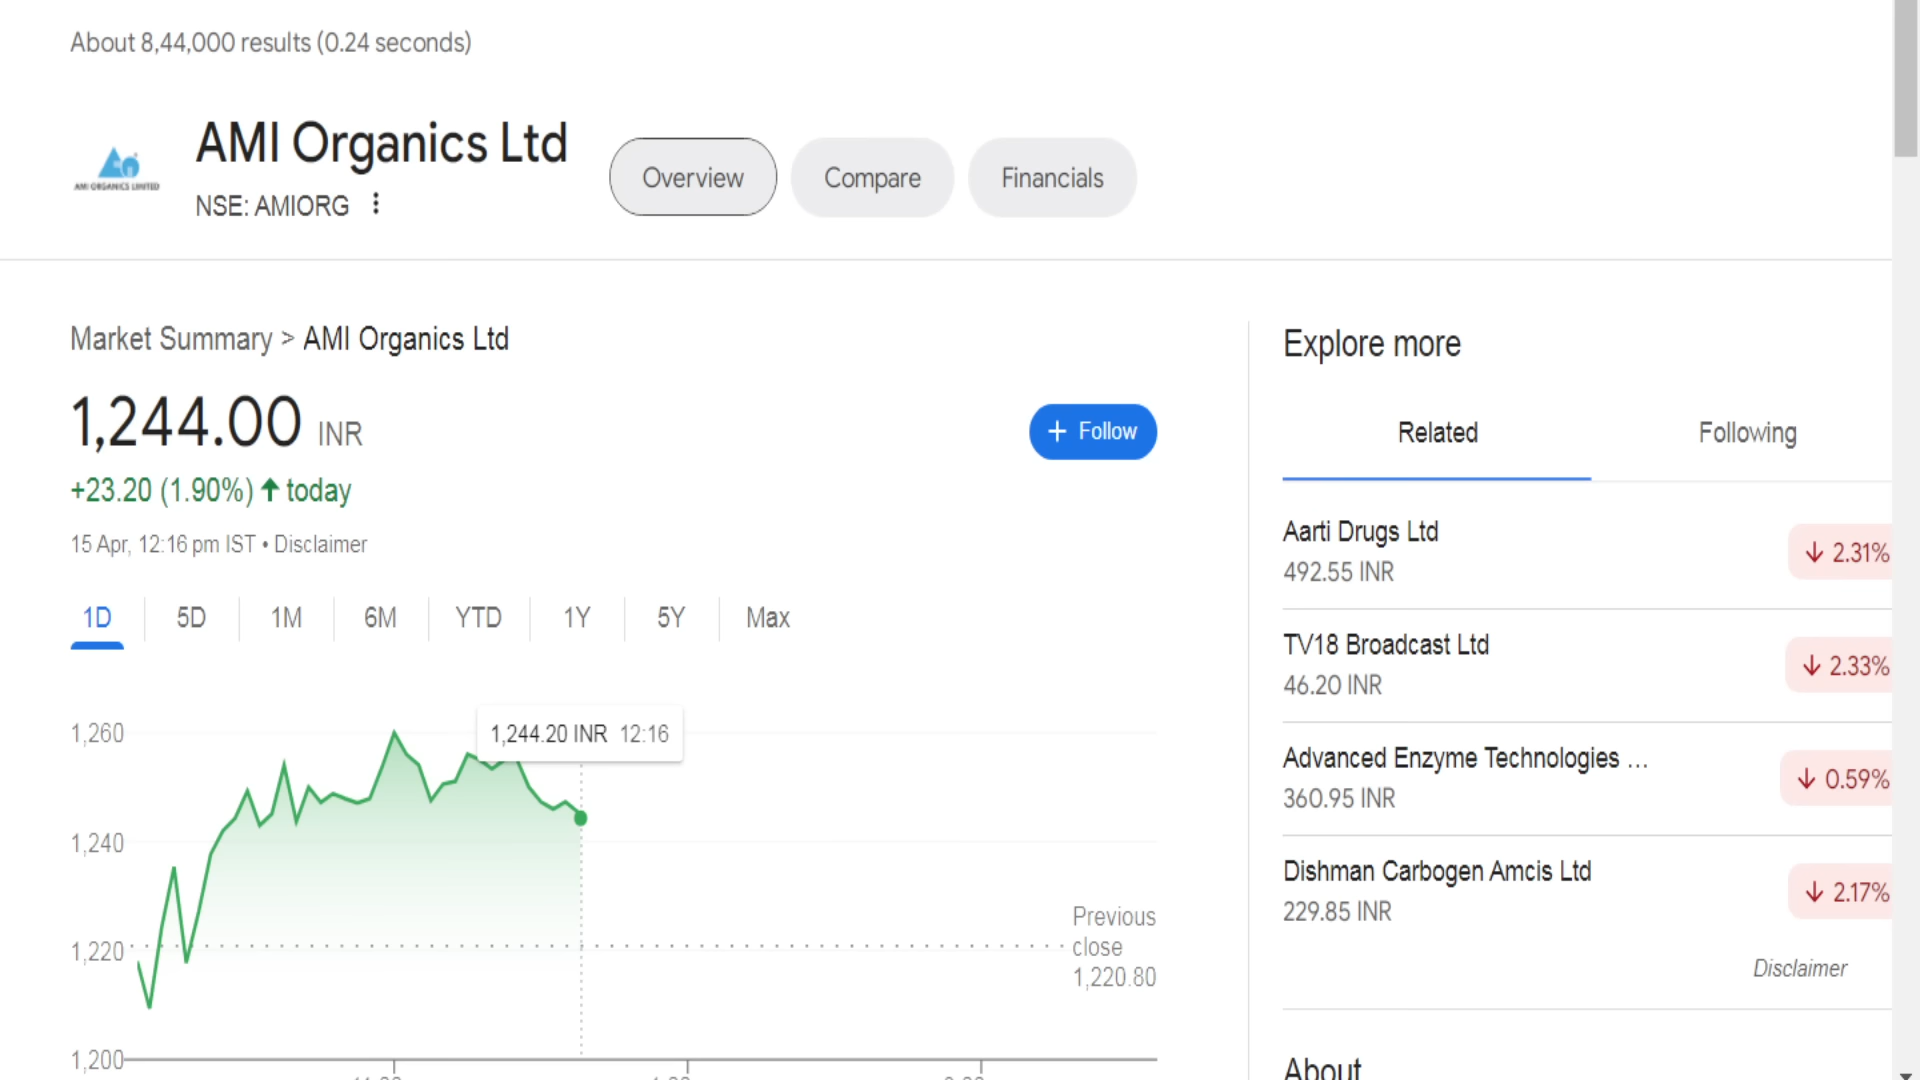 About 8,44,000 results (0.24 seconds)
AMI Organics Ltd
AMI ORGANICS LIMITED
NSE: AMIORG
Overview
Compare
Financials
Market Summary > AMI Organics Ltd
1,244.00 INR
+ Follow
+23.20 (1.90%) ↑ today
15 Apr, 12:16 pm IST • Disclaimer
1D 5D 1M 6M YTD 1Y 5Y Max
1,244.20 INR 12:16
1,260
1,240
1,220
1,200
Previous
close
1,220.80
Explore more
Related
Following
Aarti Drugs Ltd
492.55 INR
↓ 2.31%
TV18 Broadcast Ltd
46.20 INR
↓ 2.33%
Advanced Enzyme Technologies ...
360.95 INR
↓ 0.59%
Dishman Carbogen Amcis Ltd
229.85 INR
↓ 2.17%
Disclaimer
About